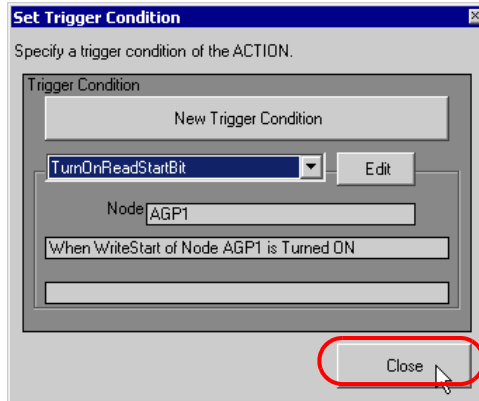 Set Trigger Condition
Specify a trigger condition of the ACTION.
Trigger Condition
New Trigger Condition
TurnOnReadStartBit
Edit
Node AGP1
When WriteStart of Node AGP1 is Turned ON
Close